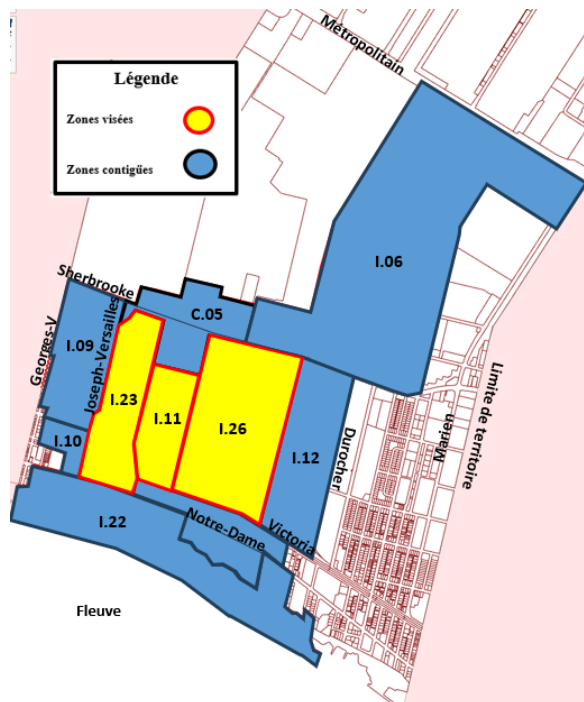 Métropolitain
Légende
Zones visées
Zones contigües
I.06
Sherbrooke
C.05
Georges-V
I.09
Joseph-Versailles
I.23
I.11
I.26
I.10
I.12
Durocher
Marien
Limite de territoire
I.22
Notre-Dame
Victoria
Fleuve